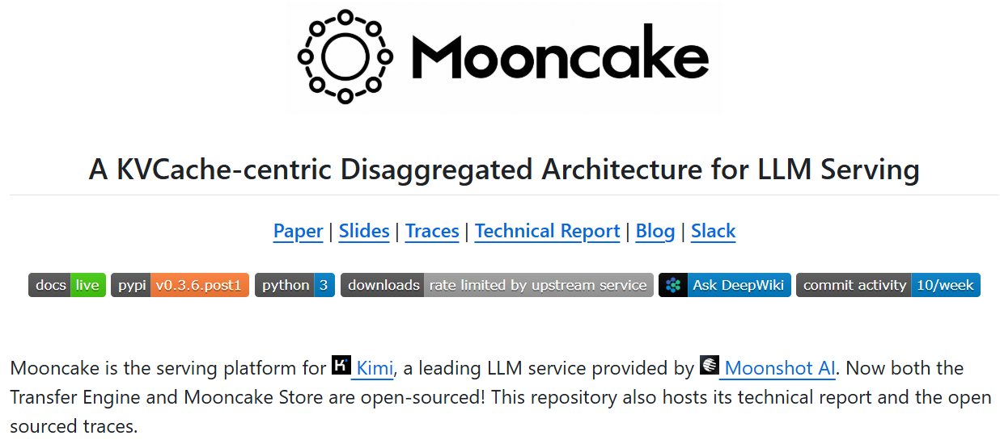 Mooncake
A KVCache-centric Disaggregated Architecture for LLM Serving
Paper | Slides | Traces | Technical Report | Blog | Slack
docs live pypi v0.3.6.post1 python 3 downloads rate limited by upstream service Ask DeepWiki commit activity 10/week
Mooncake is the serving platform for Kimi, a leading LLM service provided by Moonshot AI. Now both the
Transfer Engine and Mooncake Store are open-sourced! This repository also hosts its technical report and the open
sourced traces.